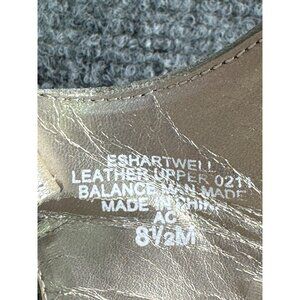 ESHARTWELL
LEATHER UPPER 0211
BALANCE MAN MADE
MADE IN CHINA
AC
8½M